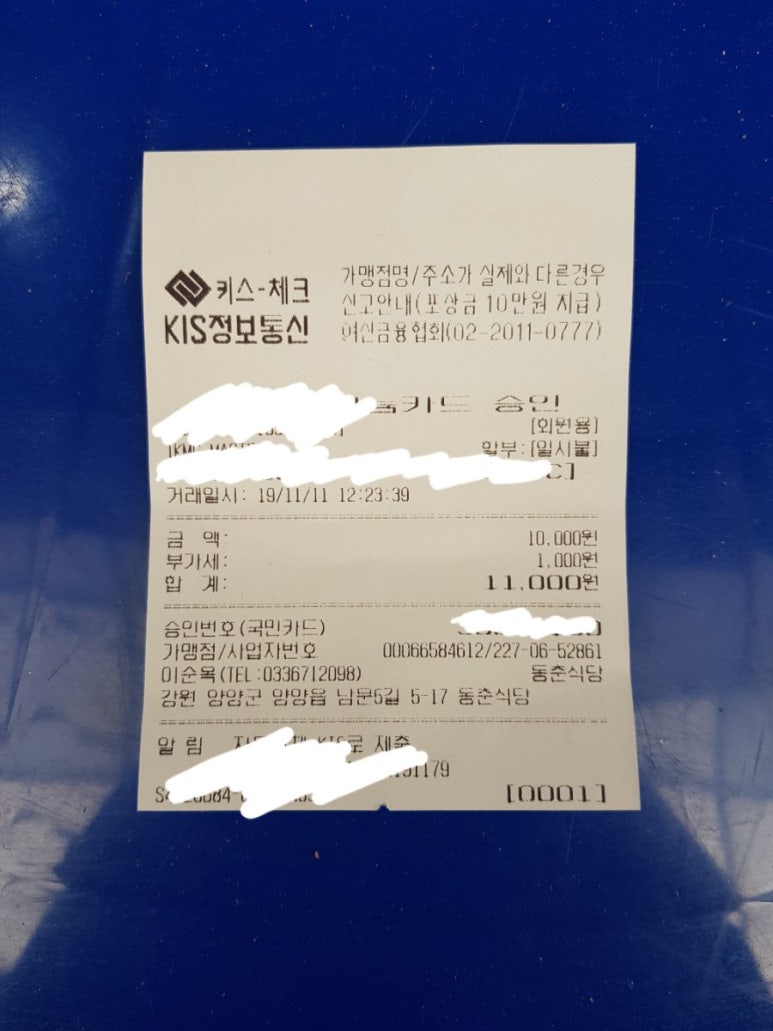 키스-체크
KIS정보통신
가맹점명/주소가 실제와 다른경우
신고안내(포상금 10만원 지급)
여신금융협회(02-2011-0777)
카드 승인
[회원용]
할부:[일시불]
거래일시: 19/11/11 12:23:39
금 액: 10,000원
부가세: 1,000원
합 계: 11,000원
승인번호(국민카드)
가맹점/사업자번호 00066584612/227-06-52861
이순목(TEL:0336712098) 동춘식당
강원 양양군 양양읍 남문5길 5-17 동춘식당
알 림 제출
[0001]